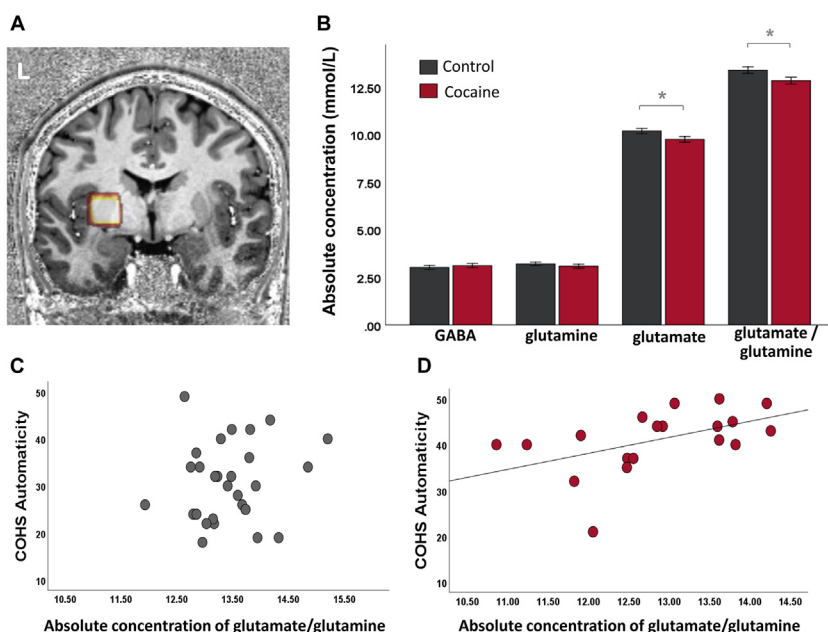 A
L
B
Absolute concentration (mmol/L)
Control
Cocaine
*
*
12.50
10.00
7.50
5.00
2.50
.00
GABA
glutamine
glutamate
glutamate /
glutamine
C
COHS Automaticity
50
40
30
20
10
10.50
11.50
12.50
13.50
14.50
15.50
Absolute concentration of glutamate/glutamine
D
COHS Automaticity
50
40
30
20
10
10.50
11.00
11.50
12.00
12.50
13.00
13.50
14.00
14.50
Absolute concentration of glutamate/glutamine